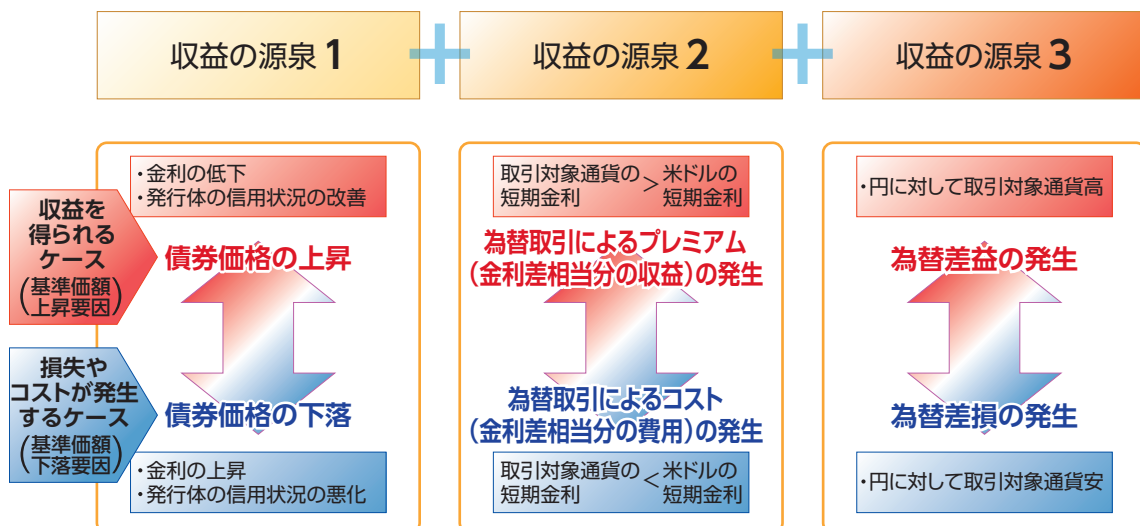 収益の源泉 1
+
収益の源泉 2
+
収益の源泉 3
収益を
得られる
ケース
(基準価額
上昇要因)
・金利の低下
・発行体の信用状況の改善
債券価格の上昇
取引対象通貨の 短期金利 > 米ドルの 短期金利
為替取引によるプレミアム
(金利差相当分の収益)の発生
・円に対して取引対象通貨高
為替差益の発生
損失や
コストが発生
するケース
(基準価額
下落要因)
債券価格の下落
・金利の上昇
・発行体の信用状況の悪化
為替取引によるコスト
(金利差相当分の費用)の発生
取引対象通貨の 短期金利 < 米ドルの 短期金利
為替差損の発生
・円に対して取引対象通貨安